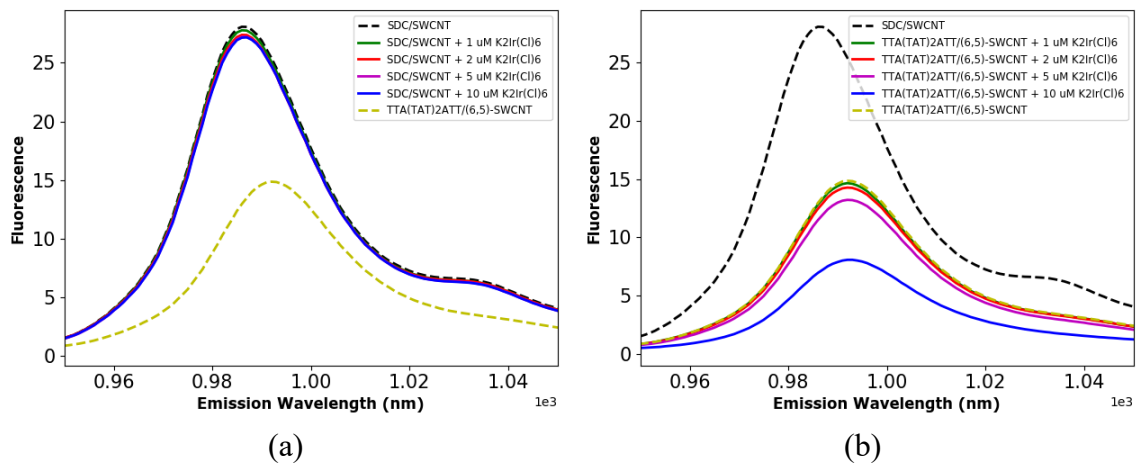 SDC/SWCNT
SDC/SWCNT + 1 uM K2Ir(Cl)6
SDC/SWCNT + 2 uM K2Ir(Cl)6
SDC/SWCNT + 5 uM K2Ir(Cl)6
SDC/SWCNT + 10 uM K2Ir(Cl)6
TTA(TAT)2ATT/(6,5)-SWCNT
25
20
15
10
5
0
Fluorescence
0.96
0.98
1.00
1.02
1.04
1e3
Emission Wavelength (nm)
(a)
SDC/SWCNT
TTA(TAT)2ATT/(6,5)-SWCNT + 1 uM K2Ir(Cl)6
TTA(TAT)2ATT/(6,5)-SWCNT + 2 uM K2Ir(Cl)6
TTA(TAT)2ATT/(6,5)-SWCNT + 5 uM K2Ir(Cl)6
TTA(TAT)2ATT/(6,5)-SWCNT + 10 uM K2Ir(Cl)6
TTA(TAT)2ATT/(6,5)-SWCNT
25
20
15
10
5
0
Fluorescence
0.96
0.98
1.00
1.02
1.04
1e3
Emission Wavelength (nm)
(b)